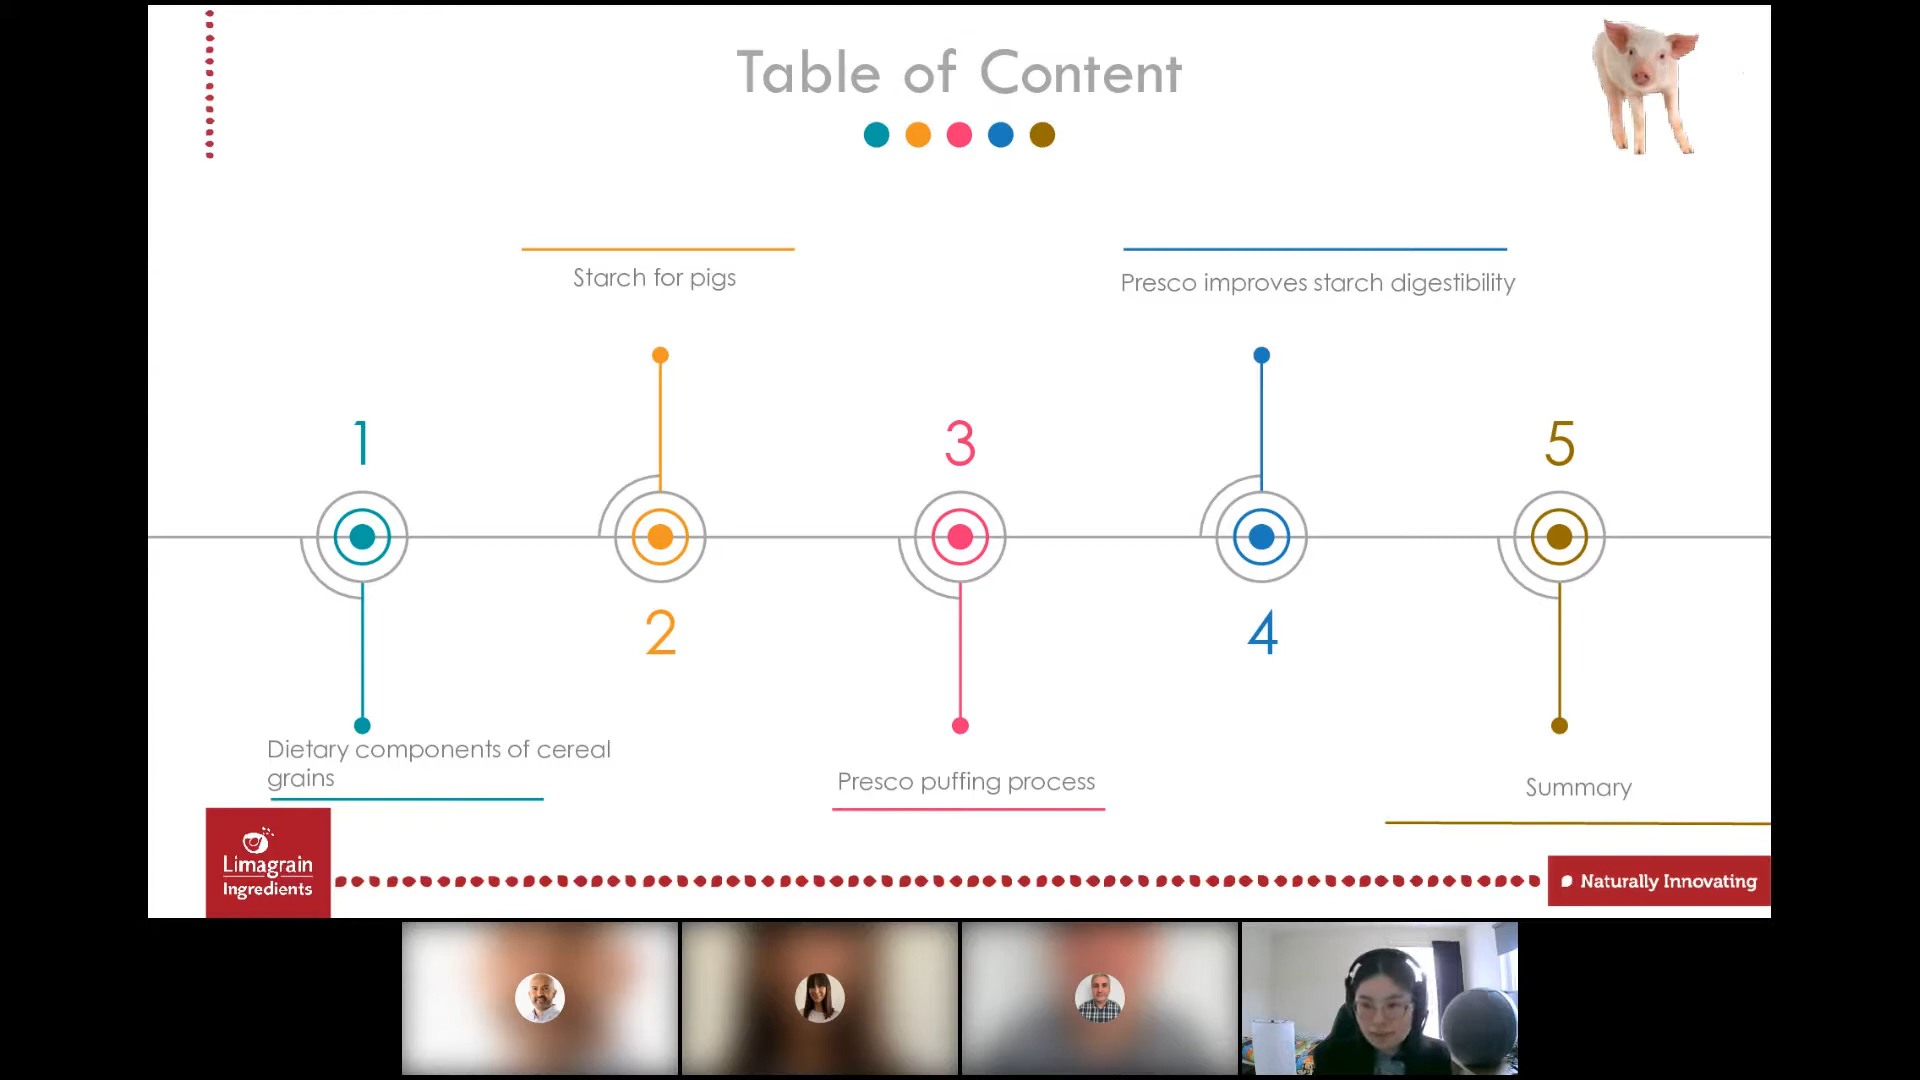 Table of Content
Starch for pigs
Presco improves starch digestibility
1
3
5
2
4
Dietary components of cereal
grains
Presco puffing process
Summary
Limagrain
Ingredients
Naturally Innovating